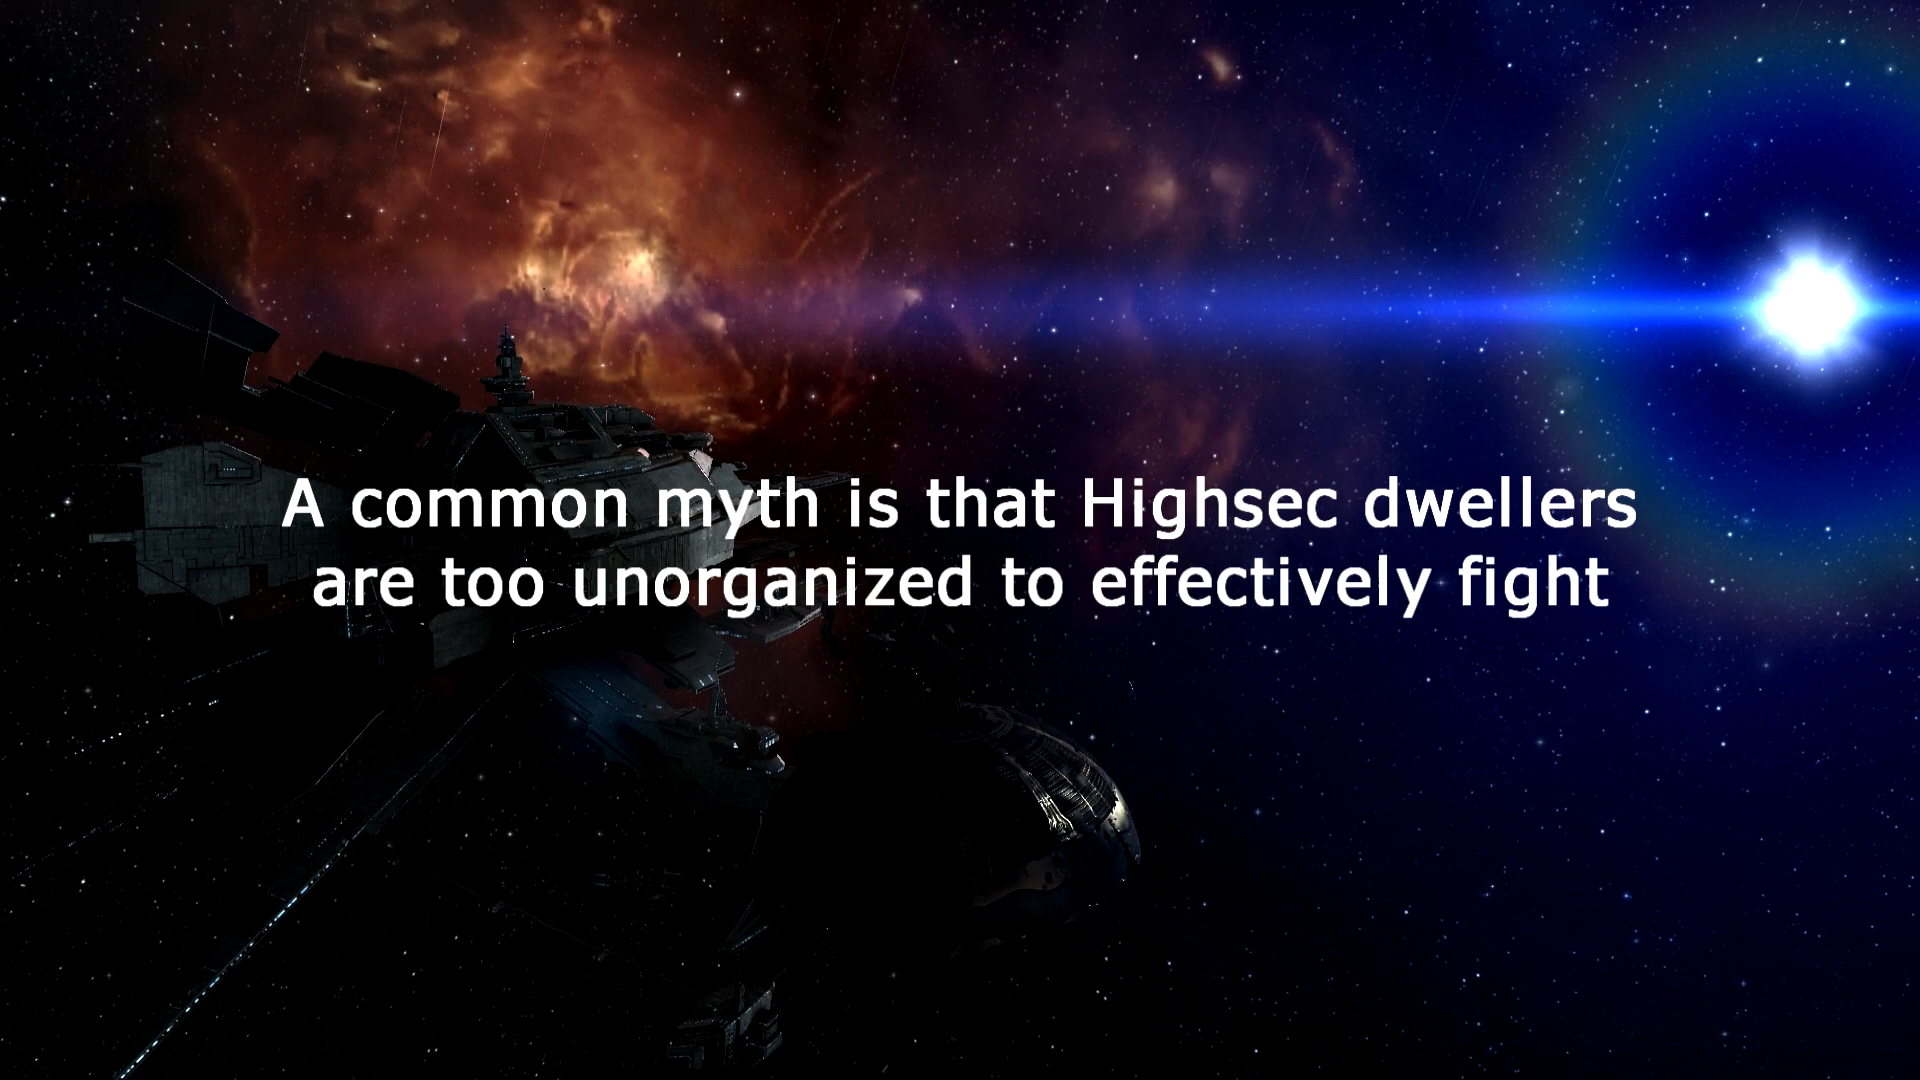 A common myth is that Highsec dwellers
are too unorganized to effectively fight